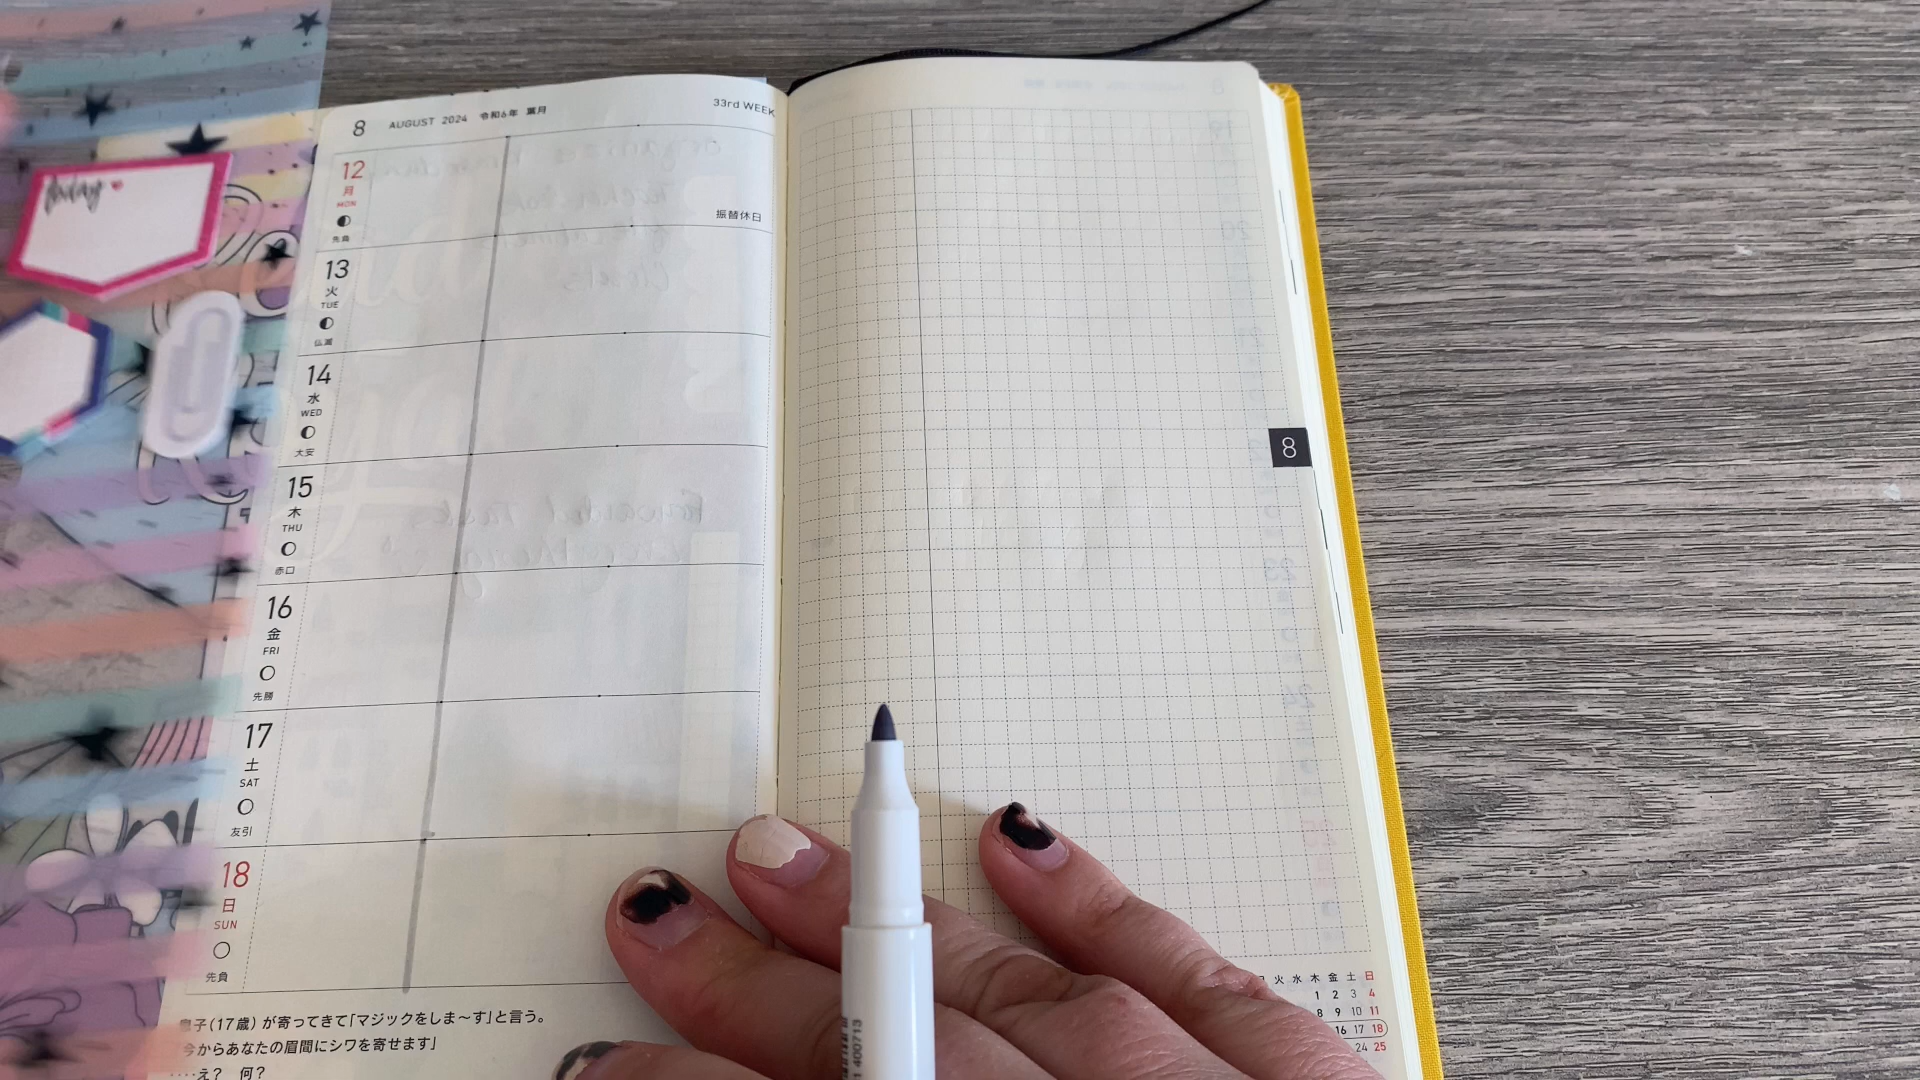 8 AUGUST 2024 令和6年 葉月 33rd WEEK
12
月
MON
先負
振替休日
13
火
TUE
仏滅
14
水
WED
大安
15
木
THU
赤口
16
金
FRI
先勝
17
土
SAT
友引
18
日
SUN
先負
息子(17歳)が寄ってきて「マジックをしま〜す」と言う。
今からあなたの眉間にシワを寄せます」
‥‥え? 何?
today
8
火 水 木 金 土 日
1 2 3 4
8 9 10 11
16 17 18
24 25
400713